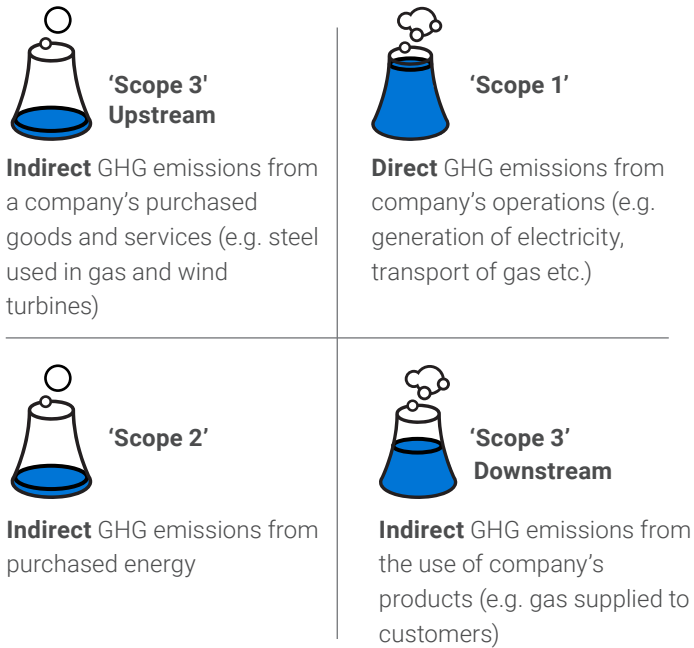 ‘Scope 3'
Upstream
Indirect GHG emissions from
a company’s purchased
goods and services (e.g. steel
used in gas and wind
turbines)
‘Scope 1’
Direct GHG emissions from
company’s operations (e.g.
generation of electricity,
transport of gas etc.)
‘Scope 2’
Indirect GHG emissions from
purchased energy
‘Scope 3’
Downstream
Indirect GHG emissions from
the use of company’s
products (e.g. gas supplied to
customers)